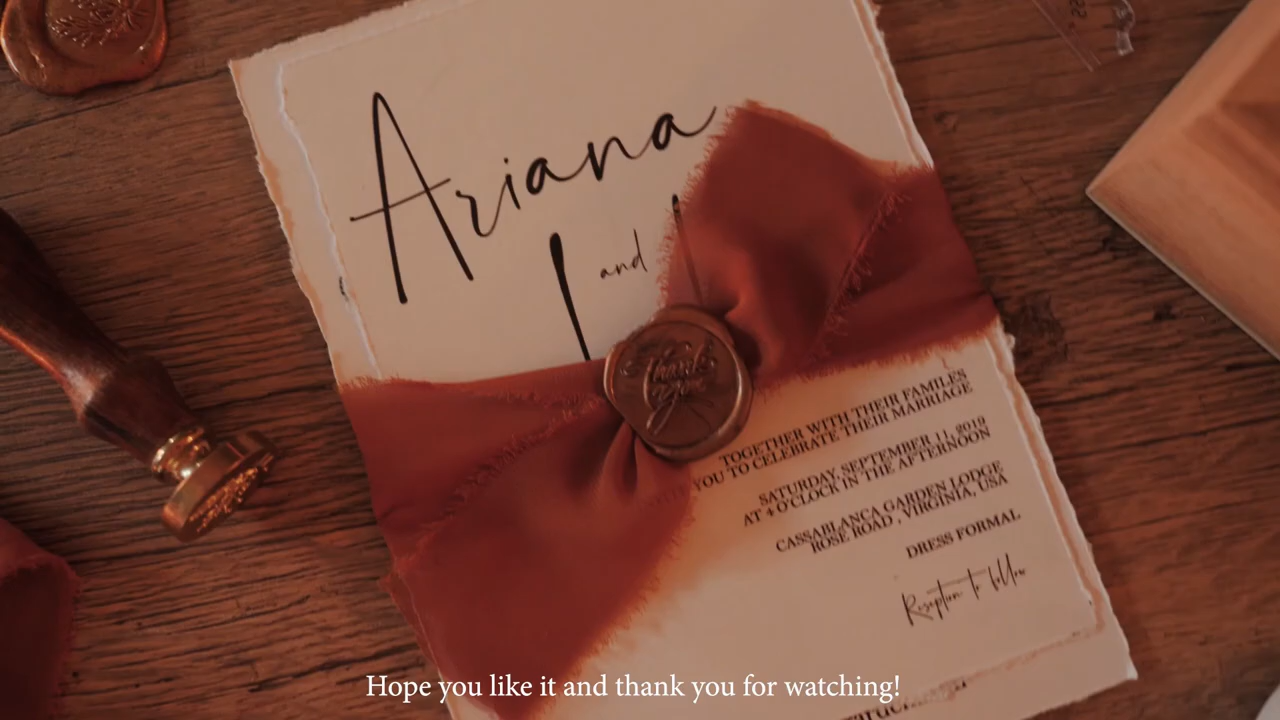 Ariana
and
Thank you
TOGETHER WITH THEIR FAMILES
YOU TO CELEBRATE THEIR MARRIAGE
SATURDAY, SEPTEMBER 11, 2019
AT 4 O'CLOCK IN THE AFTERNOON
CASSABLANCA GARDEN LODGE
ROSE ROAD , VIRGINIA, USA
DRESS FORMAL
Reception to follow
Hope you like it and thank you for watching!